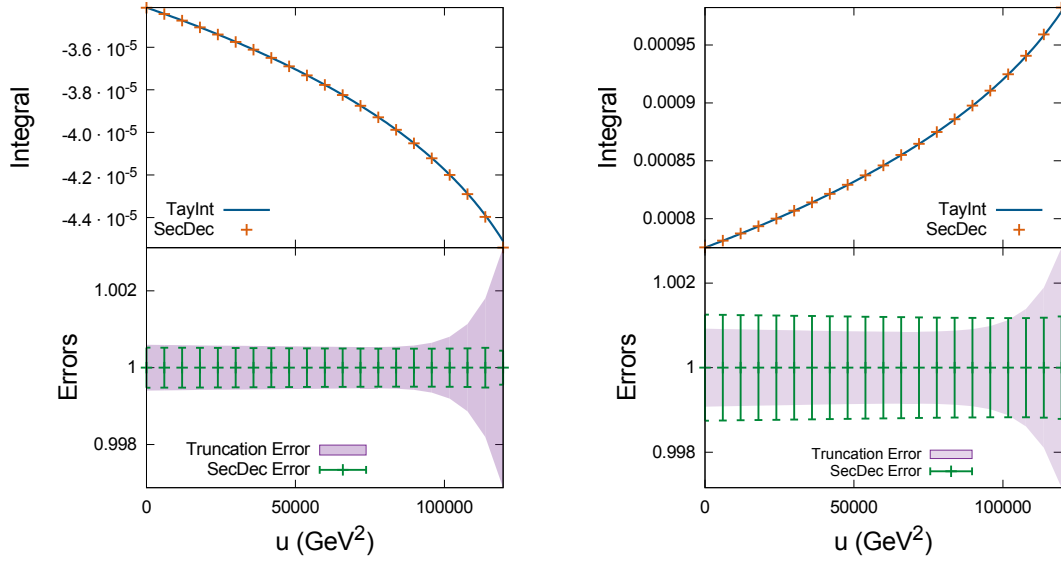 Integral
-3.6 · 10^-5
-3.8 · 10^-5
-4.0 · 10^-5
-4.2 · 10^-5
-4.4 · 10^-5
TayInt
SecDec
Errors
1.002
1
0.998
Truncation Error
SecDec Error
0
50000
100000
u (GeV^2)
Integral
0.00095
0.0009
0.00085
0.0008
TayInt
SecDec
Errors
1.002
1
0.998
Truncation Error
SecDec Error
0
50000
100000
u (GeV^2)